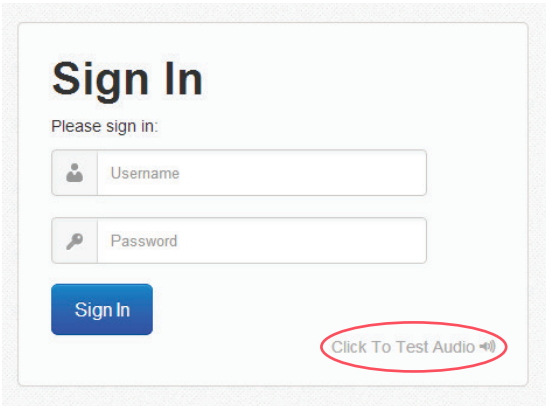 Sign In
Please sign in:
Username
Password
Sign In
Click To Test Audio